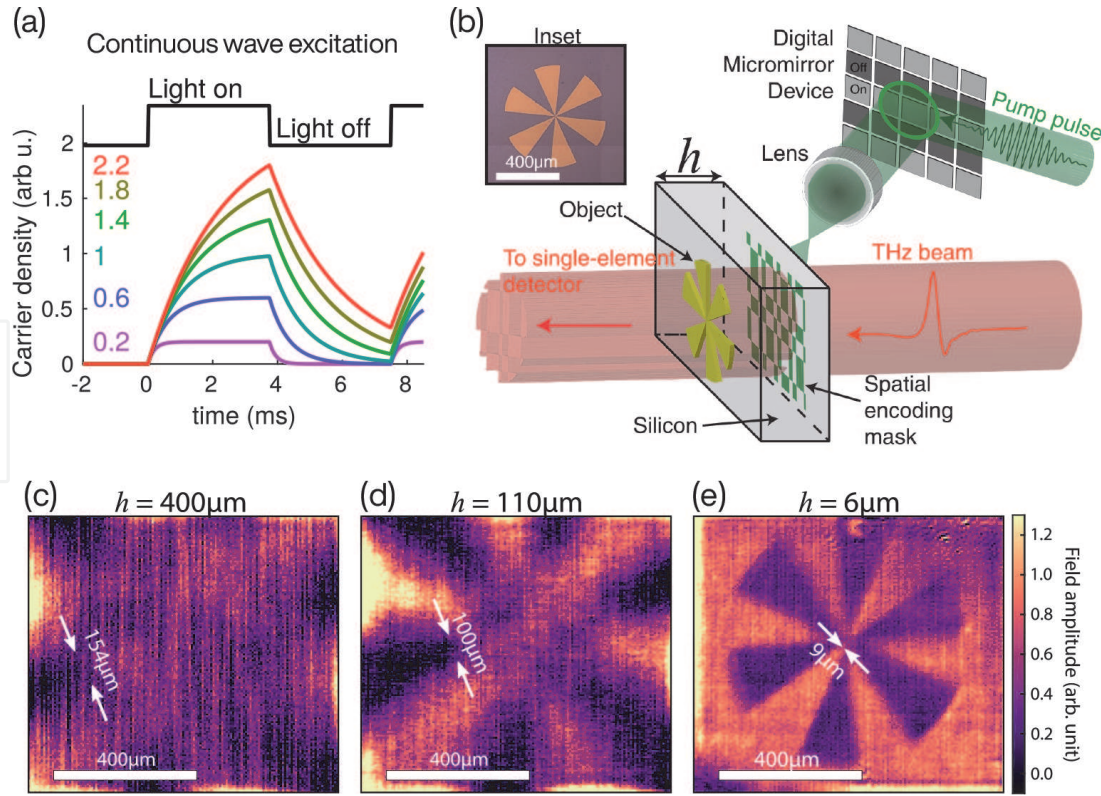 (a)
Continuous wave excitation
Light on
Light off
2
1.5
1
0.5
0
Carrier density (arb u.)
2.2
1.8
1.4
1
0.6
0.2
-2
0
2
4
6
8
time (ms)
(b)
Inset
400µm
Digital
Micromirror
Device
Off
On
Pump pulse
Lens
h
Object
To single-element
detector
THz beam
Silicon
Spatial
encoding
mask
(c)
h = 400µm
154µm
400µm
(d)
h = 110µm
100µm
400µm
(e)
h = 6µm
9µm
400µm
1.2
1.0
0.8
0.6
0.4
0.2
0.0
Field amplitude (arb. unit)